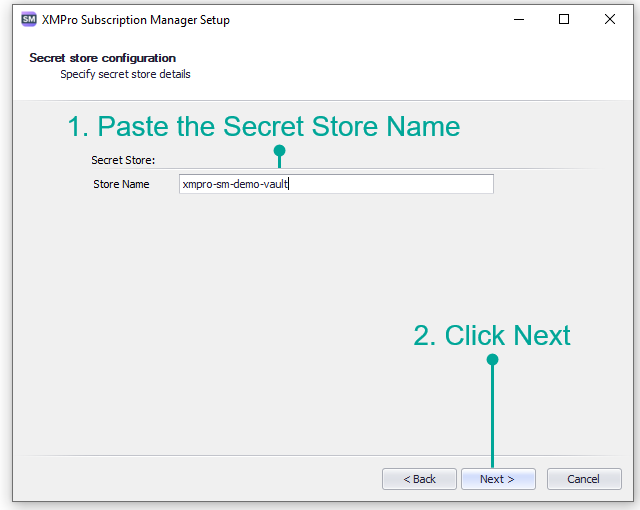 SM XMPro Subscription Manager Setup
Secret store configuration
Specify secret store details
1. Paste the Secret Store Name
Secret Store:
Store Name xmpro-sm-demo-vault
2. Click Next
< Back Next > Cancel